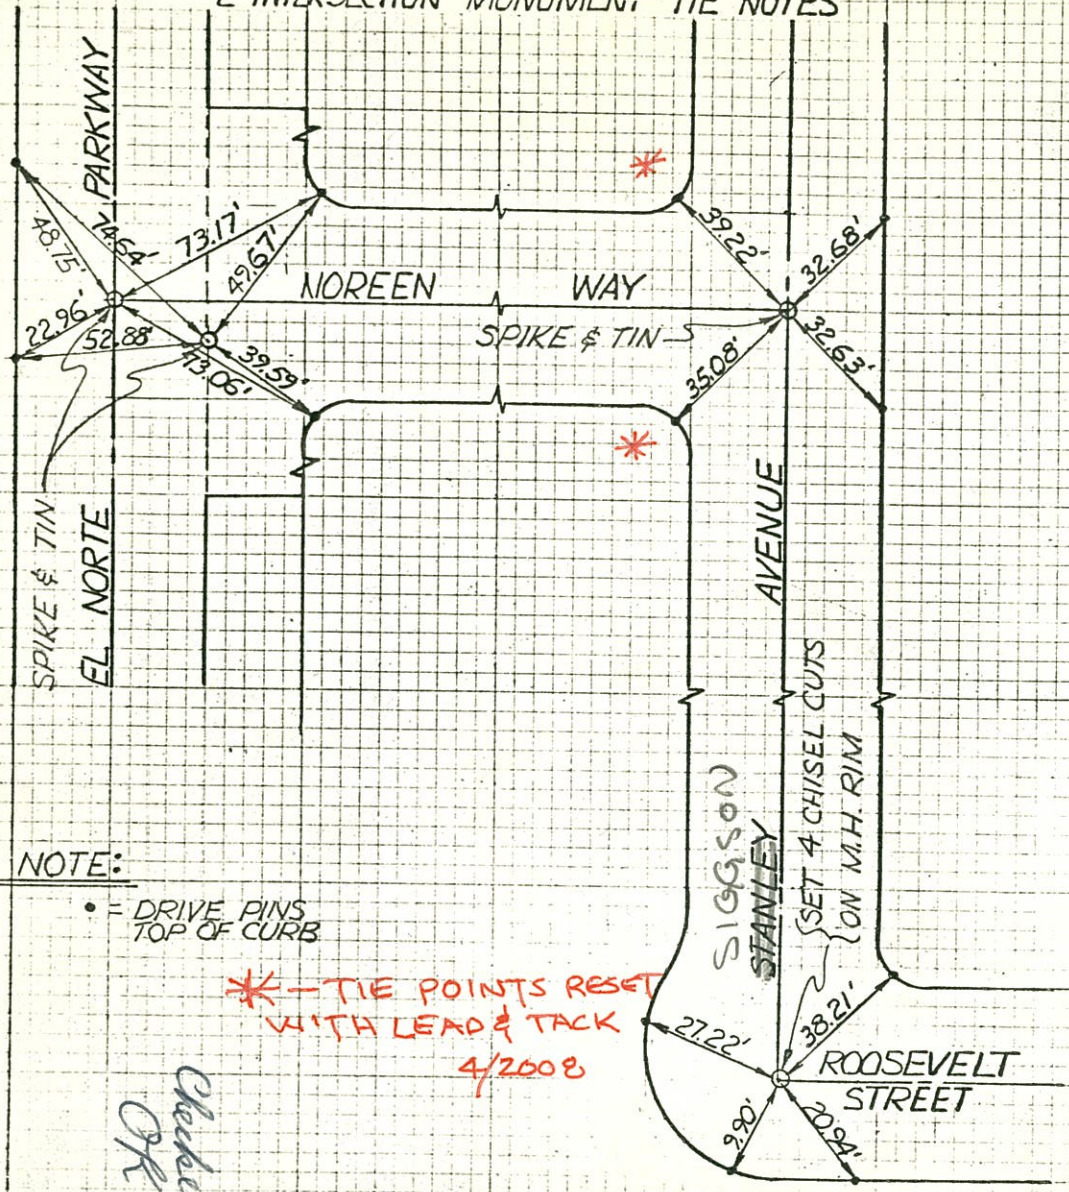 INTERSECTION MONUMENT TIE NOTES
EL NORTE PARKWAY
48.75'
74.64'
73.17'
49.67'
22.96'
52.88'
39.59'
73.06'
SPIKE & TIN
NOREEN WAY
SPIKE & TIN
39.22'
32.68'
35.08'
32.63'
AVENUE
SIGGSON
STANLEY
SET 4 CHISEL CUTS
ON M.H. RIM
NOTE:
• = DRIVE PINS
TOP OF CURB
* — TIE POINTS RESET
WITH LEAD & TACK
4/2008
27.22'
38.21'
ROOSEVELT
STREET
9.90'
20.94'
OK